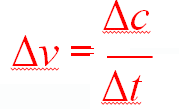 Δv = Δc / Δt